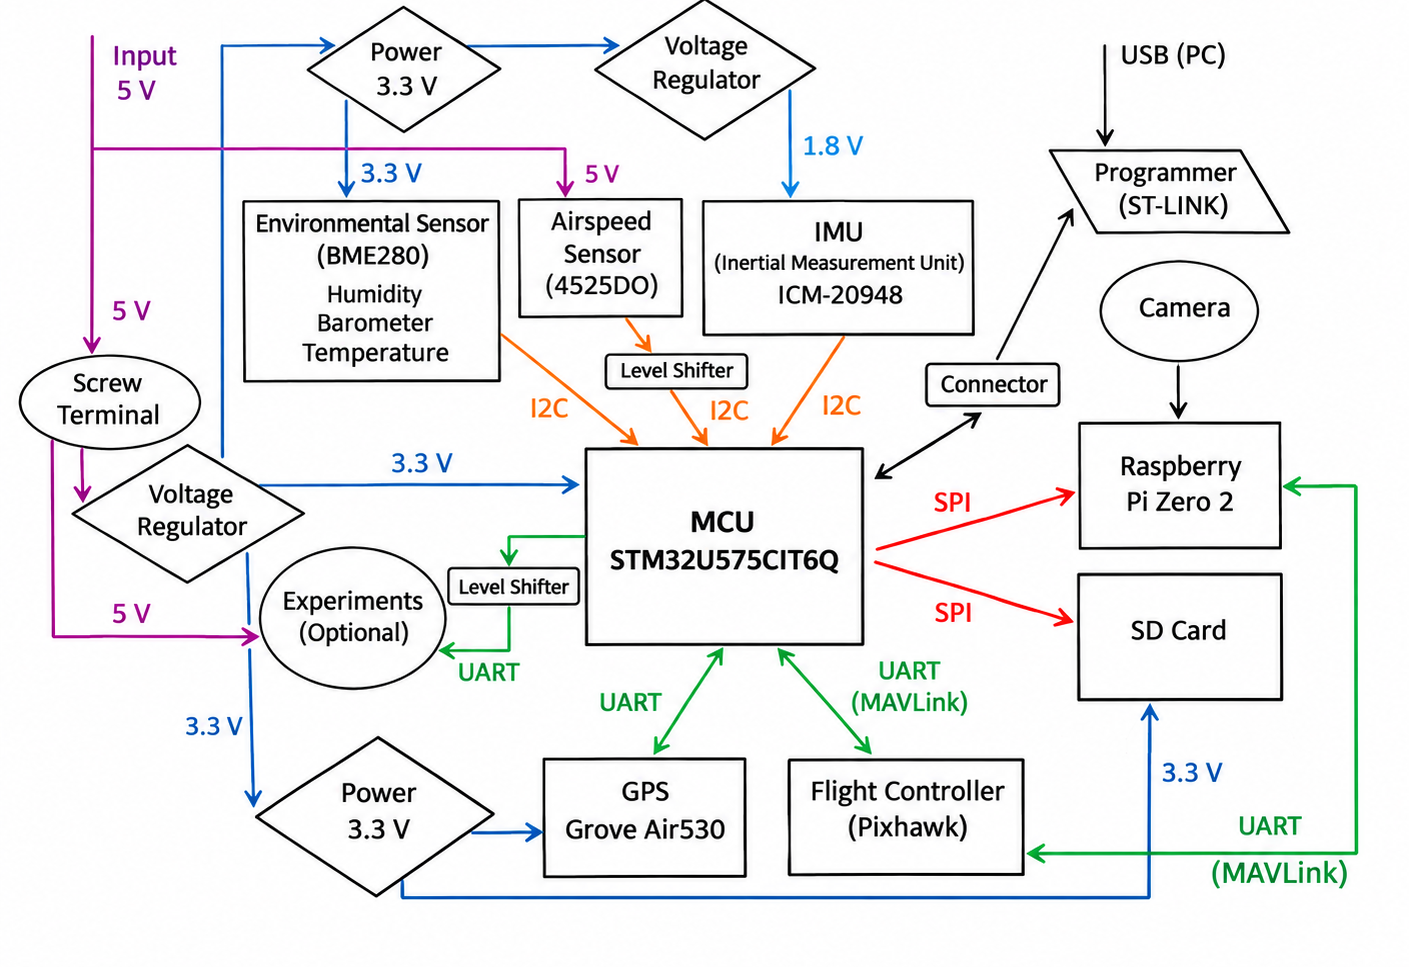 Input
5 V
Power
3.3 V
Voltage
Regulator
USB (PC)
1.8 V
3.3 V
5 V
Programmer
(ST-LINK)
Environmental Sensor
(BME280)
Humidity
Barometer
Temperature
Airspeed
Sensor
(4525DO)
IMU
(Inertial Measurement Unit)
ICM-20948
Camera
5 V
Screw
Terminal
Level Shifter
Connector
I2C
I2C
I2C
3.3 V
Voltage
Regulator
MCU
STM32U575CIT6Q
SPI
Raspberry
Pi Zero 2
Level Shifter
Experiments
(Optional)
5 V
SPI
SD Card
UART
UART
UART
(MAVLink)
3.3 V
Power
3.3 V
GPS
Grove Air530
Flight Controller
(Pixhawk)
3.3 V
UART
(MAVLink)